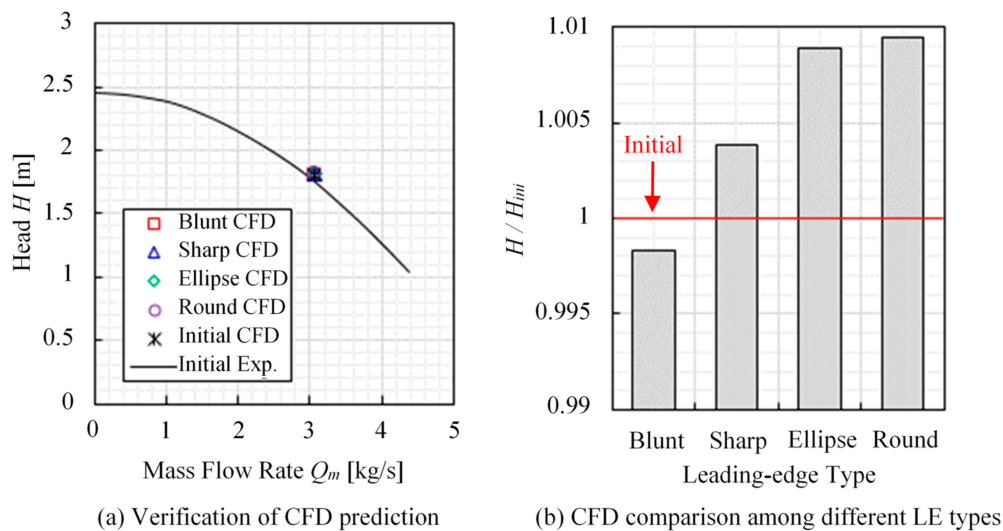 3
2.5
2
1.5
1
0.5
0
Head H [m]
Blunt CFD
Sharp CFD
Ellipse CFD
Round CFD
Initial CFD
Initial Exp.
0 1 2 3 4 5
Mass Flow Rate Qm [kg/s]
(a) Verification of CFD prediction
1.01
1.005
1
0.995
0.99
H / Hini
Initial
Blunt Sharp Ellipse Round
Leading-edge Type
(b) CFD comparison among different LE types